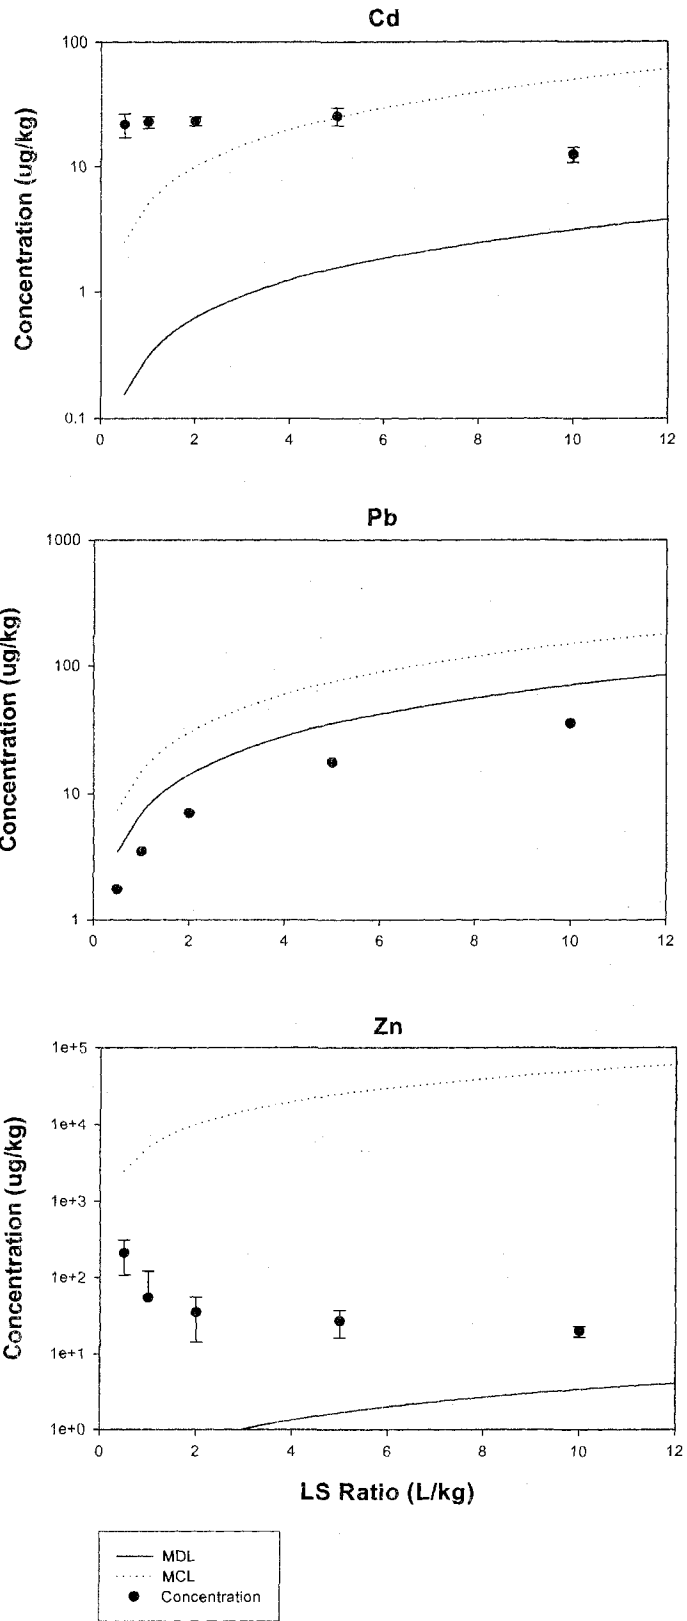 Cd
100
10
1
0.1
Concentration (ug/kg)
0 2 4 6 8 10 12
Pb
1000
100
10
1
Concentration (ug/kg)
0 2 4 6 8 10 12
Zn
1e+5
1e+4
1e+3
1e+2
1e+1
1e+0
Concentration (ug/kg)
0 2 4 6 8 10 12
LS Ratio (L/kg)
MDL
MCL
Concentration